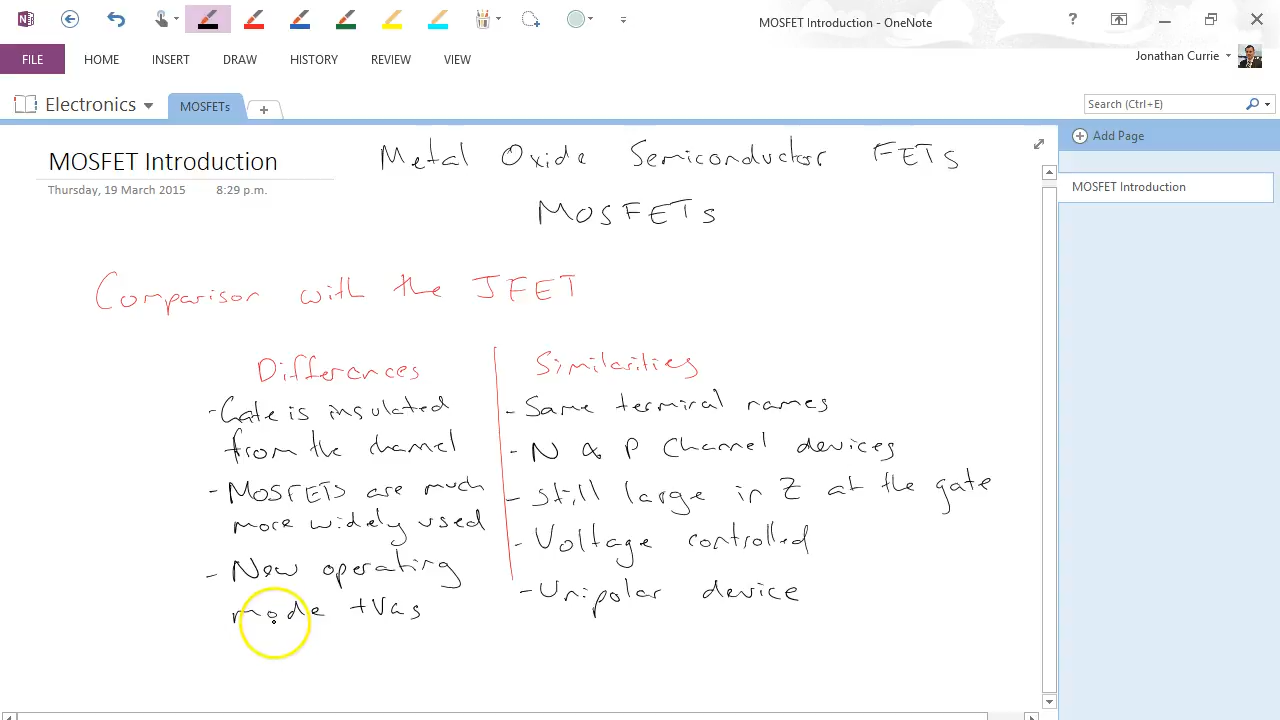 MOSFET Introduction - OneNote
?
FILE
HOME
INSERT
DRAW
HISTORY
REVIEW
VIEW
Jonathan Currie
Electronics
MOSFETs
+
Search (Ctrl+E)
Add Page
MOSFET Introduction
MOSFET Introduction
Thursday, 19 March 2015 8:29 p.m.
Metal Oxide Semiconductor FETs
MOSFETs
Comparison with the JFET
Differences
- Gate is insulated
from the channel
- MOSFETs are much
more widely used
- New operating
mode +VGS
Similarities
- Same terminal names
- N & P Channel devices
- Still large in Z at the gate
- Voltage controlled
- Unipolar device